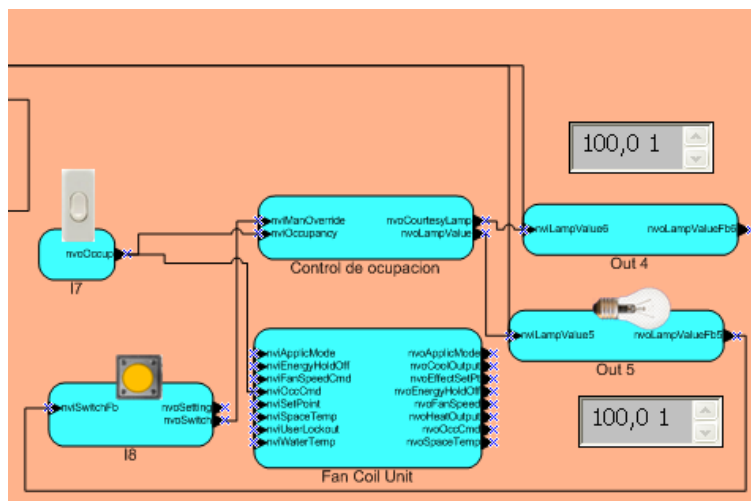 100,0 1
nvoOccup
I7
nviManOverride
nviOccupancy
nvoCourtesyLamp
nvoLampValue
Control de ocupacion
nviLampValue6
nvoLampValueFb6
Out 4
nviLampValue5
nvoLampValueFb5
Out 5
nviSwitchFb
nvoSetting
nvoSwitch
I8
nviApplicMode
nviEnergyHoldOff
nviFanSpeedCmd
nviOccCmd
nviSetPoint
nviSpaceTemp
nviUserLockout
nviWaterTemp
nvoApplicMode
nvoCoolOutput
nvoEffectSetPt
nvoEnergyHoldOff
nvoFanSpeed
nvoHeatOutput
nvoOccCmd
nvoSpaceTemp
Fan Coil Unit
100,0 1